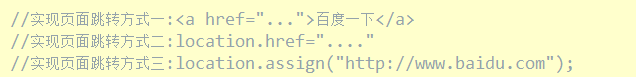 //实现页面跳转方式一:<a href="...">百度一下</a>
//实现页面跳转方式二:location.href="...."
//实现页面跳转方式三:location.assign("http://www.baidu.com");